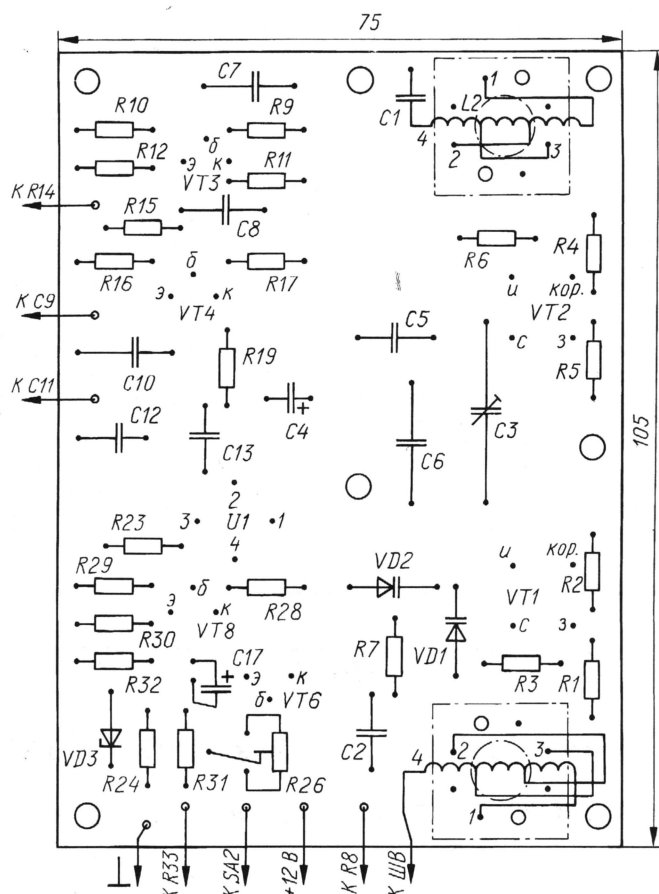 75
C7
R10
R9
C1
L2
1
4
2
3
б
R12
э
к
R11
VT3
К R14
R15
C8
R6
R4
R16
б
R17
и
кор.
э
к
VT4
VT2
К C9
C5
с
з
R19
C10
R5
К C11
C12
C4
+
C3
C13
C6
105
2
3
U1
1
4
R23
и
кор.
R29
VD2
R2
б
R28
э
к
VT1
VT8
R30
с
з
R7
VD1
C17
+
э
к
R3
R1
R32
б
VT6
VD3
C2
4
2
3
R24
R31
R26
1
К R33
К SA2
+12 В
К R8
К ШВ